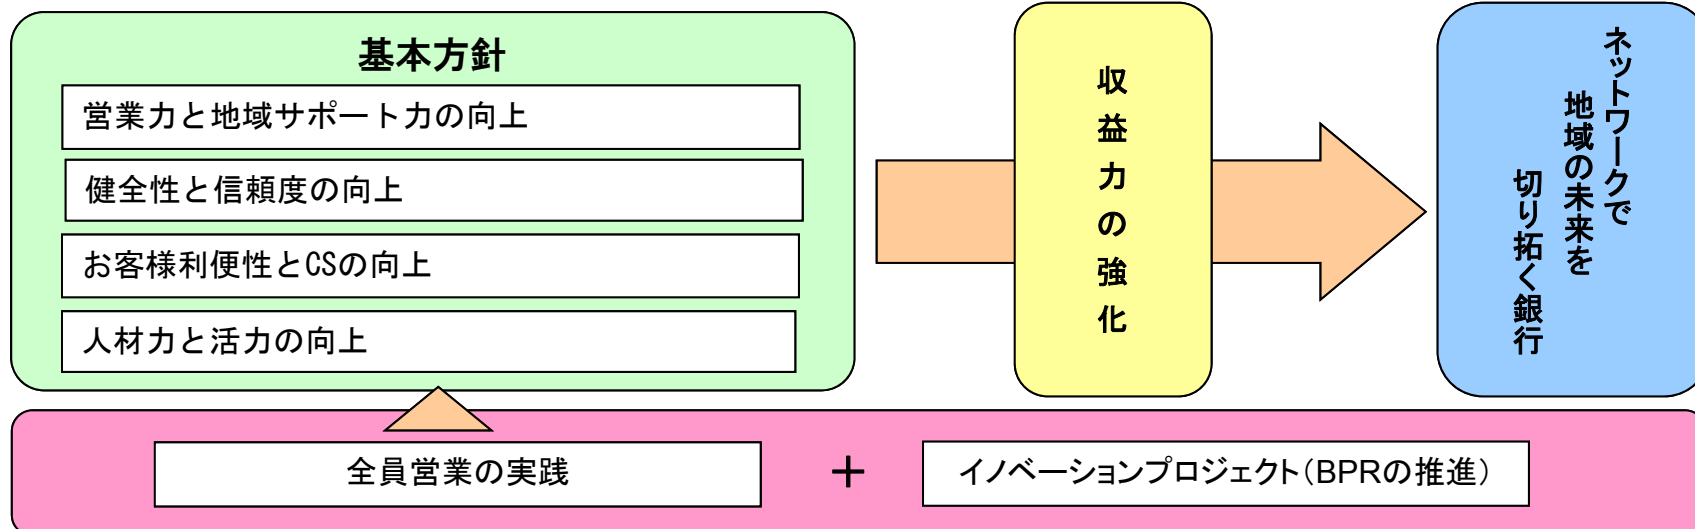 基本方針
営業力と地域サポート力の向上
健全性と信頼度の向上
お客様利便性とCSの向上
人材力と活力の向上
収益力の強化
ネットワークで
地域の未来を
切り拓く銀行
全員営業の実践
＋
イノベーションプロジェクト（BPRの推進）